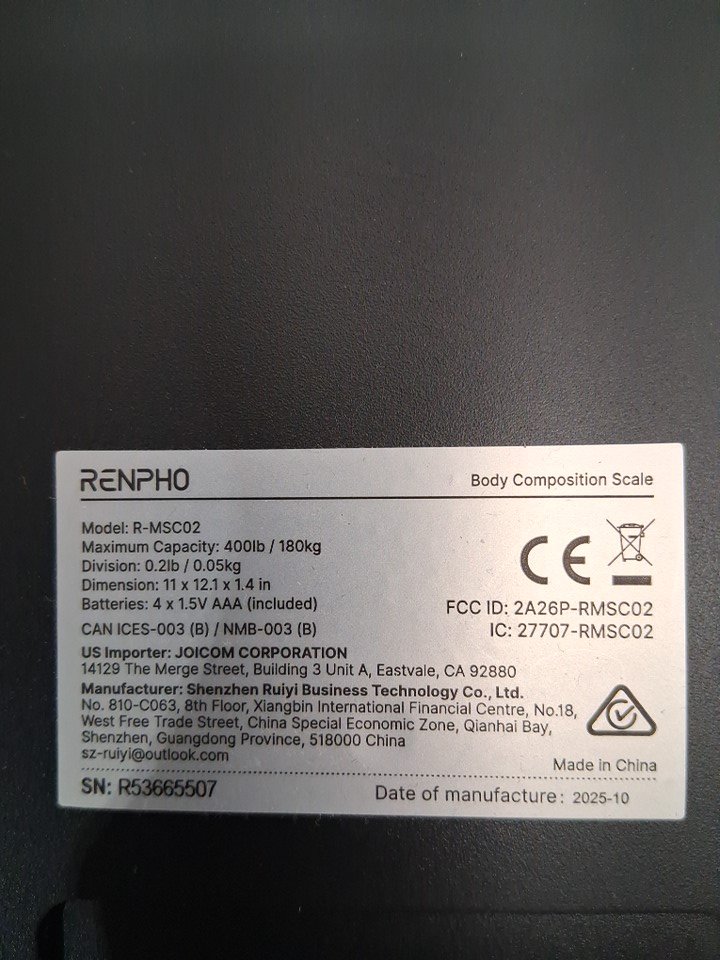 RENPHO
Body Composition Scale
Model: R-MSC02
Maximum Capacity: 400lb / 180kg
Division: 0.2lb / 0.05kg
Dimension: 11 x 12.1 x 1.4 in
Batteries: 4 x 1.5V AAA (included)
CAN ICES-003 (B) / NMB-003 (B)
CE
FCC ID: 2A26P-RMSC02
IC: 27707-RMSC02
US Importer: JOICOM CORPORATION
14129 The Merge Street, Building 3 Unit A, Eastvale, CA 92880
Manufacturer: Shenzhen Ruiyi Business Technology Co., Ltd.
No. 810-C063, 8th Floor, Xiangbin International Financial Centre, No.18,
West Free Trade Street, China Special Economic Zone, Qianhai Bay,
Shenzhen, Guangdong Province, 518000 China
sz-ruiyi@outlook.com
Made in China
SN: R53665507
Date of manufacture: 2025-10